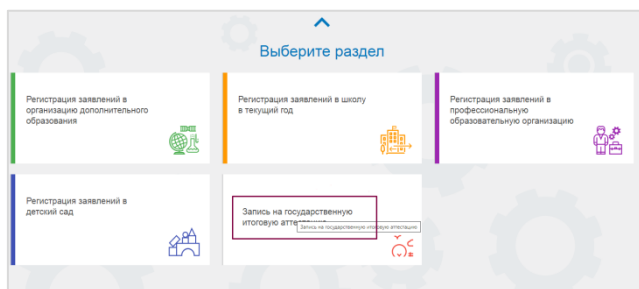 Выберите раздел
Регистрация заявлений в
организацию дополнительного
образования
Регистрация заявлений в школу
в текущий год
Регистрация заявлений в
профессиональную
образовательную организацию
Регистрация заявлений в
детский сад
Запись на государственную
итоговую
Запись на государственную итоговую аттестацию